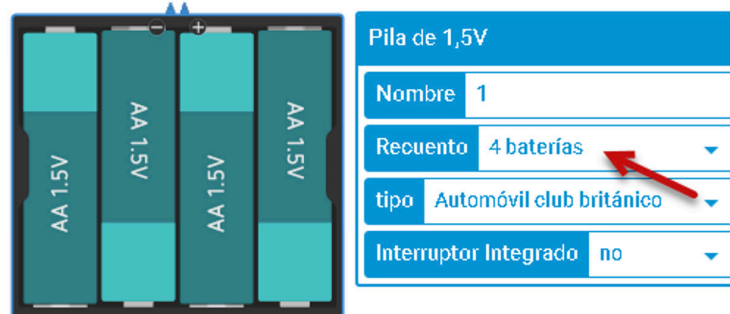 AA 1.5V
AA 1.5V
AA 1.5V
AA 1.5V
Pila de 1,5V
Nombre 1
Recuento 4 baterías
tipo Automóvil club británico
Interruptor Integrado no